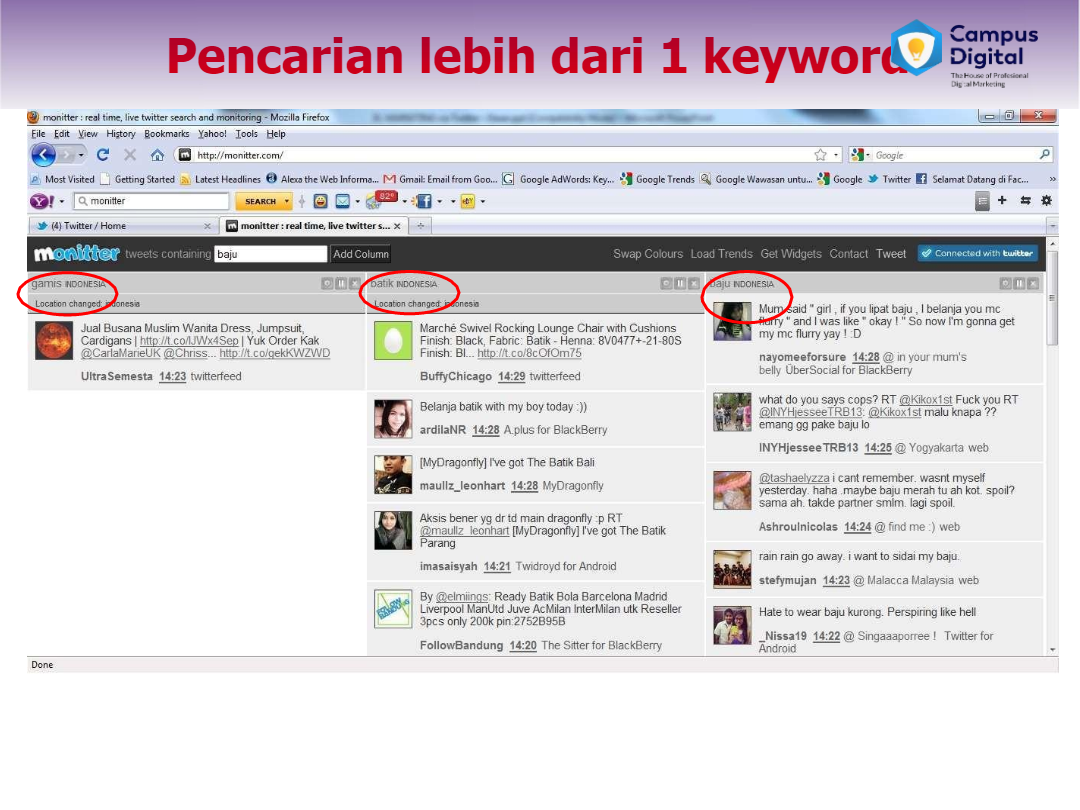 Pencarian lebih dari 1 keyword
Campus
Digital
The House of Profesional
Digital Marketing
monitter : real time, live twitter search and monitoring - Mozilla Firefox
File Edit View History Bookmarks Yahoo! Tools Help
http://monitter.com/
Google
Most Visited Getting Started Latest Headlines Alexa the Web Informa... Gmail: Email from Goo... Google AdWords: Key... Google Trends Google Wawasan untu... Google Twitter Selamat Datang di Fac... »
monitter SEARCH 82°
(4) Twitter / Home
monitter : real time, live twitter s...
monitter tweets containing baju Add Column
Swap Colours Load Trends Get Widgets Contact Tweet Connected with twitter
gamis INDONESIA
Location changed: indonesia
Jual Busana Muslim Wanita Dress, Jumpsuit,
Cardigans | http://t.co/lJWx4Sep | Yuk Order Kak
@CarlaMarieUK @Chriss... http://t.co/qekKWZWD
UltraSemesta 14:23 twitterfeed
batik INDONESIA
Location changed: indonesia
Marché Swivel Rocking Lounge Chair with Cushions
Finish: Black, Fabric: Batik - Henna: 8V0477+-21-80S
Finish: Bl... http://t.co/8cOfOm75
BuffyChicago 14:29 twitterfeed
Belanja batik with my boy today :))
ardilaNR 14:28 A.plus for BlackBerry
[MyDragonfly] I've got The Batik Bali
maullz_leonhart 14:28 MyDragonfly
Aksis bener yg dr td main dragonfly :p RT
@maullz_leonhart [MyDragonfly] I've got The Batik
Parang
imasaisyah 14:21 Twidroyd for Android
By @elmiings: Ready Batik Bola Barcelona Madrid
Liverpool ManUtd Juve AcMilan InterMilan utk Reseller
3pcs only 200k pin:2752B95B
FollowBandung 14:20 The Sitter for BlackBerry
baju INDONESIA
Mum said " girl , if you lipat baju , I belanja you mc
flurry " and I was like " okay ! " So now I'm gonna get
my mc flurry yay ! :D
nayomeeforsure 14:28 @ in your mum's
belly ÜberSocial for BlackBerry
what do you says cops? RT @Kikox1st Fuck you RT
@INYHjesseeTRB13: @Kikox1st malu knapa ??
emang gg pake baju lo
INYHjesseeTRB13 14:25 @ Yogyakarta web
@tashaelyzza i cant remember. wasnt myself
yesterday. haha .maybe baju merah tu ah kot. spoil?
sama ah. takde partner smlm. lagi spoil.
Ashroulnicolas 14:24 @ find me :) web
rain rain go away. i want to sidai my baju.
stefymujan 14:23 @ Malacca Malaysia web
Hate to wear baju kurong. Perspiring like hell
_Nissa19 14:22 @ Singaaaporree ! Twitter for
Android
Done